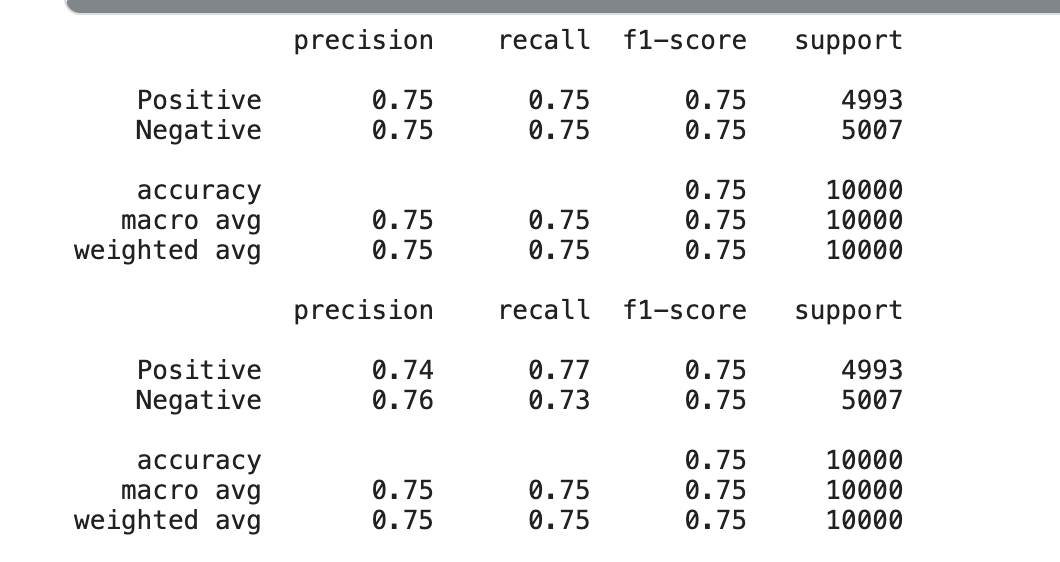 precision recall f1-score support
Positive 0.75 0.75 0.75 4993
Negative 0.75 0.75 0.75 5007
accuracy 0.75 10000
macro avg 0.75 0.75 0.75 10000
weighted avg 0.75 0.75 0.75 10000
precision recall f1-score support
Positive 0.74 0.77 0.75 4993
Negative 0.76 0.73 0.75 5007
accuracy 0.75 10000
macro avg 0.75 0.75 0.75 10000
weighted avg 0.75 0.75 0.75 10000